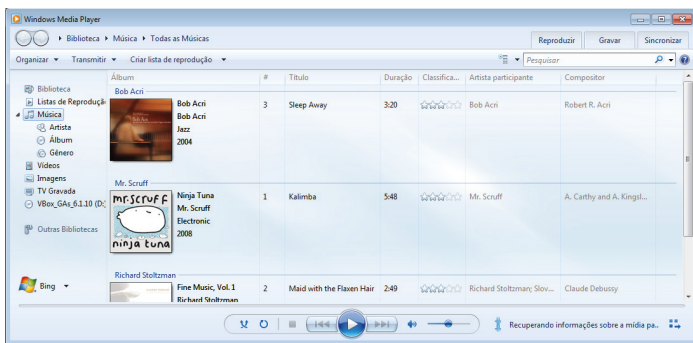 Windows Media Player
Biblioteca ▸ Música ▸ Todas as Músicas
Reproduzir Gravar Sincronizar
Organizar Transmitir Criar lista de reprodução Pesquisar
Álbum # Título Duração Classifica... Artista participante Compositor
Biblioteca
Listas de Reproduçã
Música
Artista
Álbum
Gênero
Vídeos
Imagens
TV Gravada
VBox_GAs_6.1.10 (D:)
Outras Bibliotecas
Bing
Bob Acri
Bob Acri 3 Sleep Away 3:20 Bob Acri Robert R. Acri
Bob Acri
Jazz
2004
Mr. Scruff
mr.scruff
ninja tuna
Ninja Tuna 1 Kalimba 5:48 Mr. Scruff A. Carthy and A. Kingsl...
Mr. Scruff
Electronic
2008
Richard Stoltzman
Fine Music, Vol. 1 2 Maid with the Flaxen Hair 2:49 Richard Stoltzman; Slov... Claude Debussy
Richard Stoltzman
Recuperando informações sobre a mídia pa..